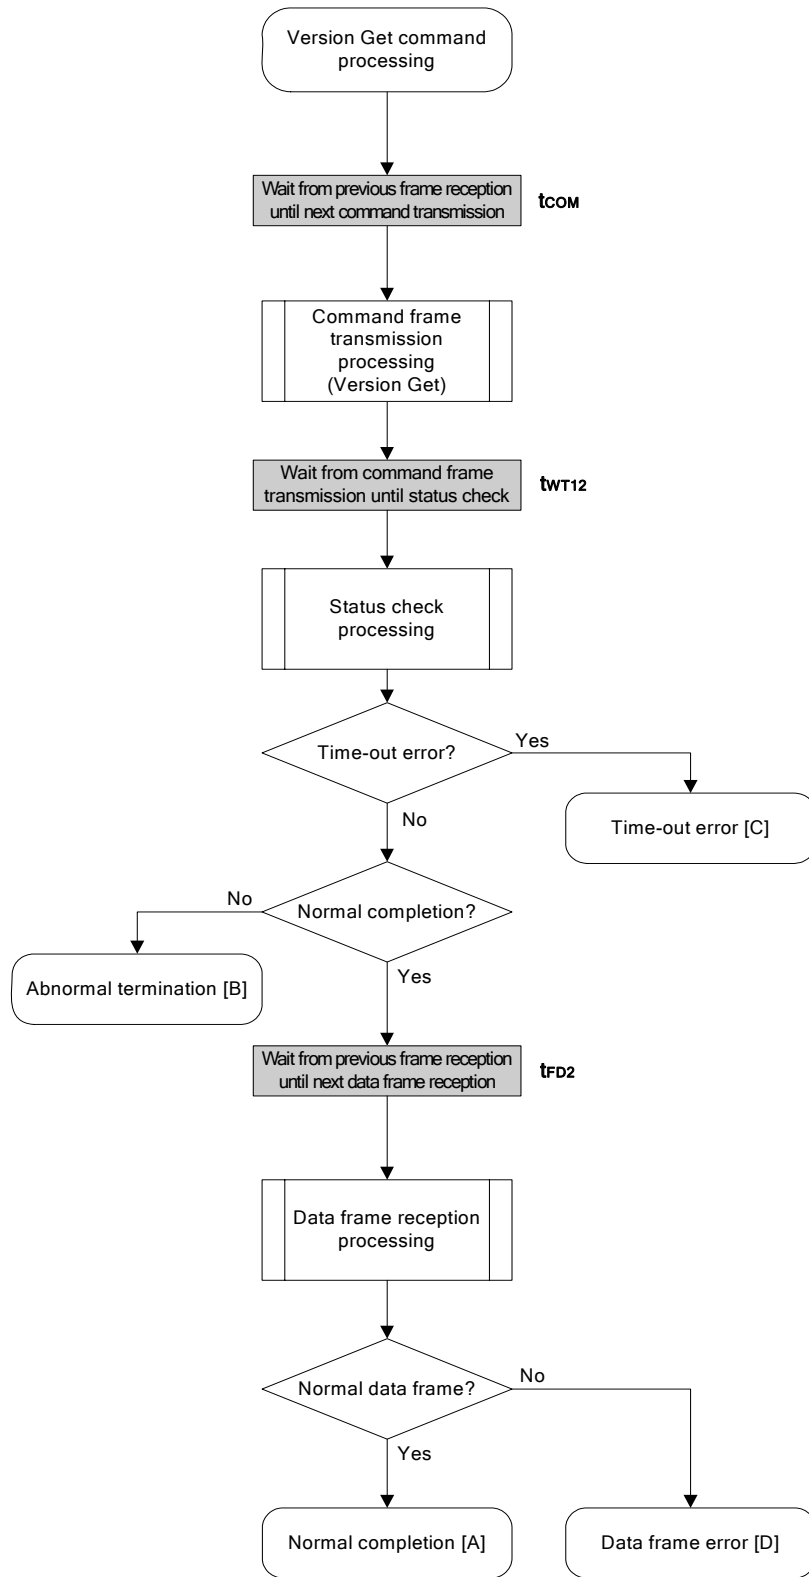 Version Get command
processing
Wait from previous frame reception
until next command transmission
tCOM
Command frame
transmission
processing
(Version Get)
Wait from command frame
transmission until status check
tWT12
Status check
processing
Time-out error?
Yes
No
Time-out error [C]
Normal completion?
No
Yes
Abnormal termination [B]
Wait from previous frame reception
until next data frame reception
tFD2
Data frame reception
processing
Normal data frame?
No
Yes
Normal completion [A]
Data frame error [D]